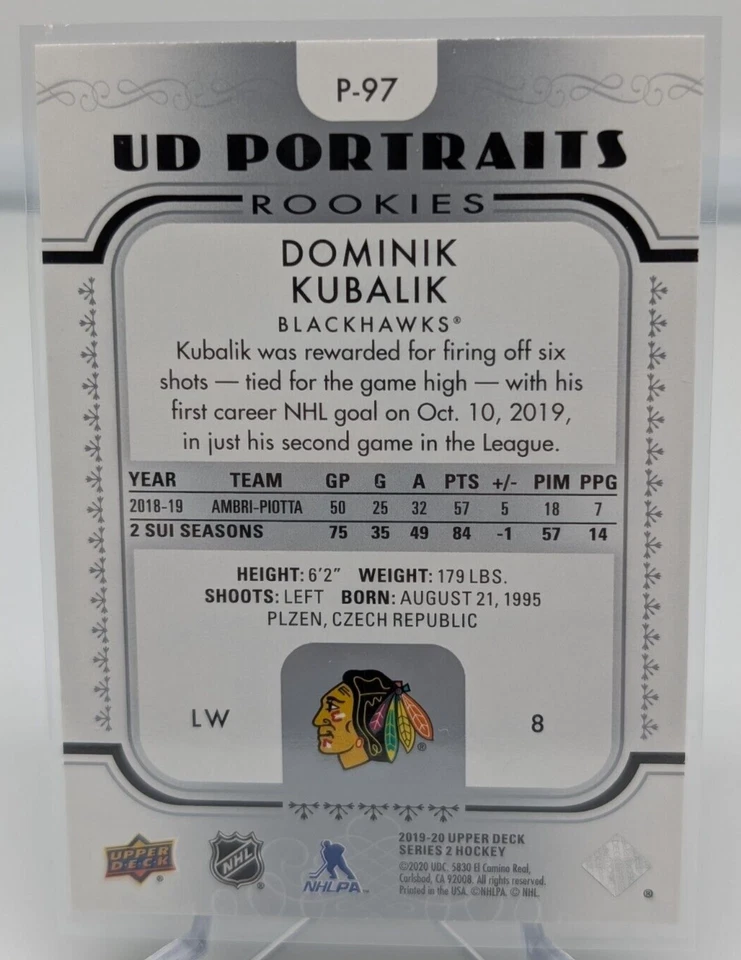 P-97
UD PORTRAITS
ROOKIES
DOMINIK
KUBALIK
BLACKHAWKS®
Kubalik was rewarded for firing off six
shots — tied for the game high — with his
first career NHL goal on Oct. 10, 2019,
in just his second game in the League.
YEAR TEAM GP G A PTS +/- PIM PPG
2018-19 AMBRI-PIOTTA 50 25 32 57 5 18 7
2 SUI SEASONS 75 35 49 84 -1 57 14
HEIGHT: 6'2" WEIGHT: 179 LBS.
SHOOTS: LEFT BORN: AUGUST 21, 1995
PLZEN, CZECH REPUBLIC
LW
8
®
UPPER
D·E·C·K
®
NHL
®
NHLPA
2019-20 UPPER DECK
SERIES 2 HOCKEY
©2020 UDC. 5830 El Camino Real,
Carlsbad, CA 92008. All rights reserved.
Printed in the USA. ©NHLPA. © NHL.
®